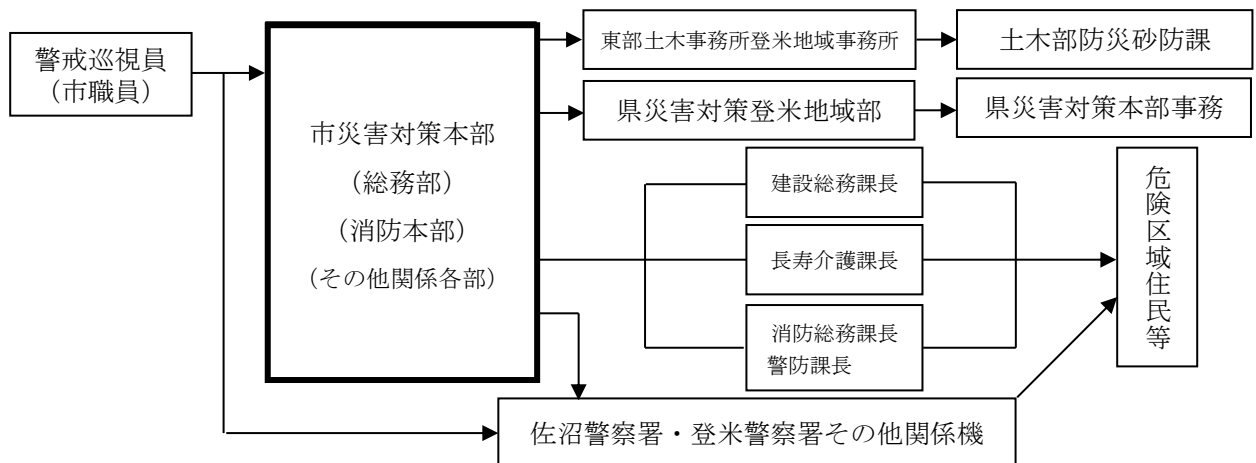 警戒巡視員
（市職員）
市災害対策本部
（総務部）
（消防本部）
（その他関係各部）
東部土木事務所登米地域事務所
土木部防災砂防課
県災害対策登米地域部
県災害対策本部事務
建設総務課長
長寿介護課長
消防総務課長
警防課長
危険区域住民等
佐沼警察署・登米警察署その他関係機